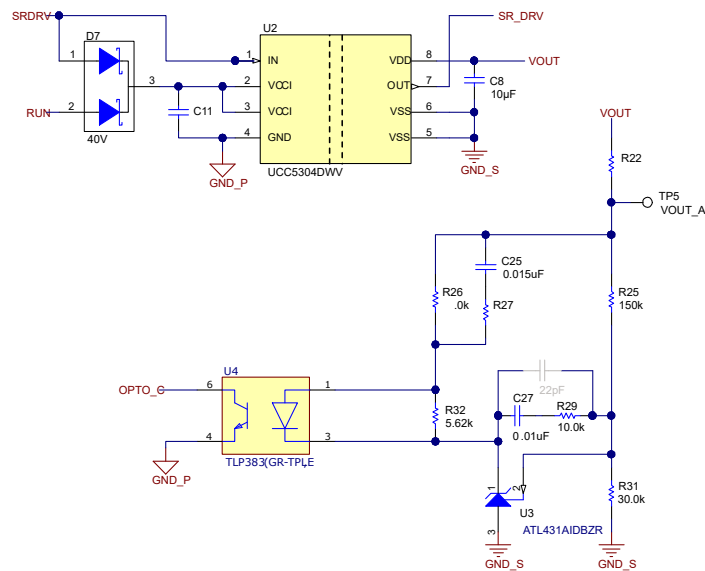 SRDRV
D7
1
2
3
RUN
40V
C11
U2
UCC5304DWV
1
IN
2
VCCI
3
VCCI
4
GND
VDD
8
OUT
7
VSS
6
VSS
5
GND_P
SR_DRV
VOUT
C8
10µF
GND_S
VOUT
R22
TP5
VOUT_A
C25
0.015uF
R26
.0k
R27
R25
150k
U4
OPTO_C
6
1
4
3
TLP383(GR-TPL,E
GND_P
R32
5.62k
22pF
C27
0.01uF
R29
10.0k
1
2
3
U3
ATL431AIDBZR
R31
30.0k
GND_S
GND_S